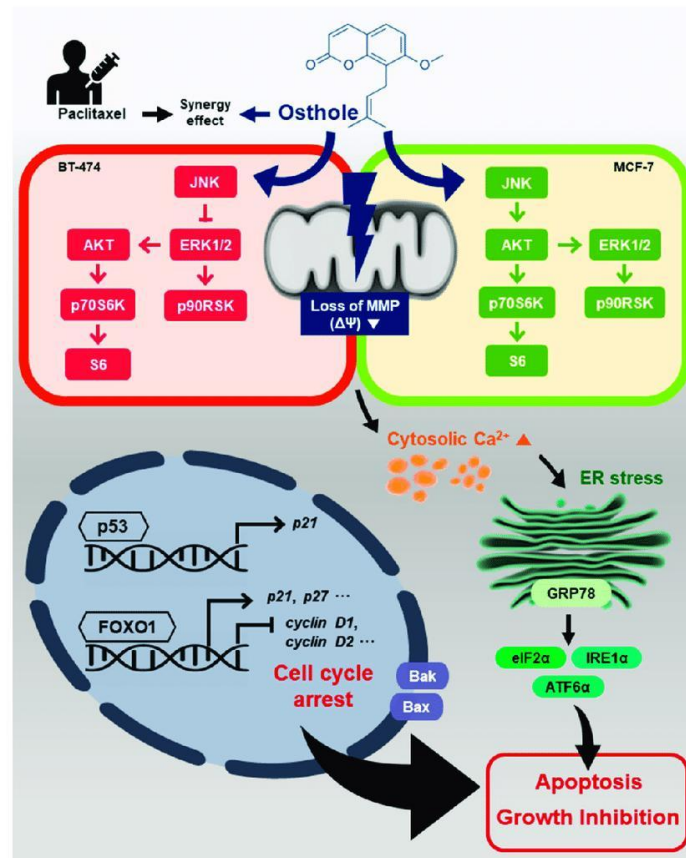 O
O
O
Paclitaxel
Synergy
effect
Osthole
BT-474
JNK
AKT
ERK1/2
p70S6K
p90RSK
S6
Loss of MMP
(ΔΨ) ▼
MCF-7
JNK
AKT
ERK1/2
p70S6K
p90RSK
S6
Cytosolic Ca²⁺ ▲
ER stress
GRP78
eIF2α
IRE1α
ATF6α
p53
p21
FOXO1
p21, p27 ···
cyclin D1,
cyclin D2 ···
Cell cycle
arrest
Bak
Bax
Apoptosis
Growth Inhibition